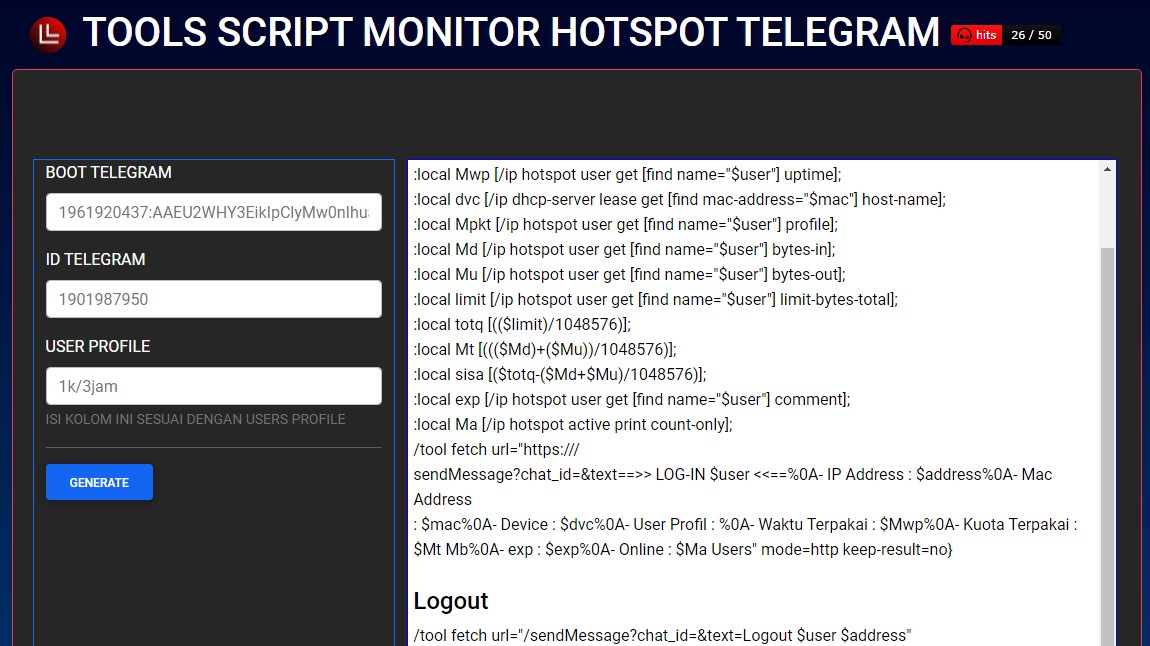 TOOLS SCRIPT MONITOR HOTSPOT TELEGRAM
hits 26 / 50
BOOT TELEGRAM
ID TELEGRAM
1901987950
USER PROFILE
1k/3jam
ISI KOLOM INI SESUAI DENGAN USERS PROFILE
GENERATE
:local Mwp [/ip hotspot user get [find name="$user"] uptime];
:local dvc [/ip dhcp-server lease get [find mac-address="$mac"] host-name];
:local Mpkt [/ip hotspot user get [find name="$user"] profile];
:local Md [/ip hotspot user get [find name="$user"] bytes-in];
:local Mu [/ip hotspot user get [find name="$user"] bytes-out];
:local limit [/ip hotspot user get [find name="$user"] limit-bytes-total];
:local totq [(($limit)/1048576)];
:local Mt [((($Md)+($Mu))/1048576)];
:local sisa [($totq-($Md+$Mu)/1048576)];
:local exp [/ip hotspot user get [find name="$user"] comment];
:local Ma [/ip hotspot active print count-only];
/tool fetch url="https:///
sendMessage?chat_id=&text==>> LOG-IN $user <<==%0A- IP Address : $address%0A- Mac
Address
: $mac%0A- Device : $dvc%0A- User Profil : %0A- Waktu Terpakai : $Mwp%0A- Kuota Terpakai :
$Mt Mb%0A- exp : $exp%0A- Online : $Ma Users" mode=http keep-result=no}
Logout
/tool fetch url="/sendMessage?chat_id=&text=Logout $user $address"